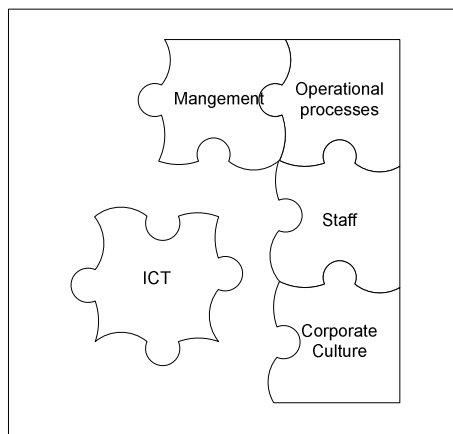 Mangement
Operational
processes
Staff
ICT
Corporate
Culture